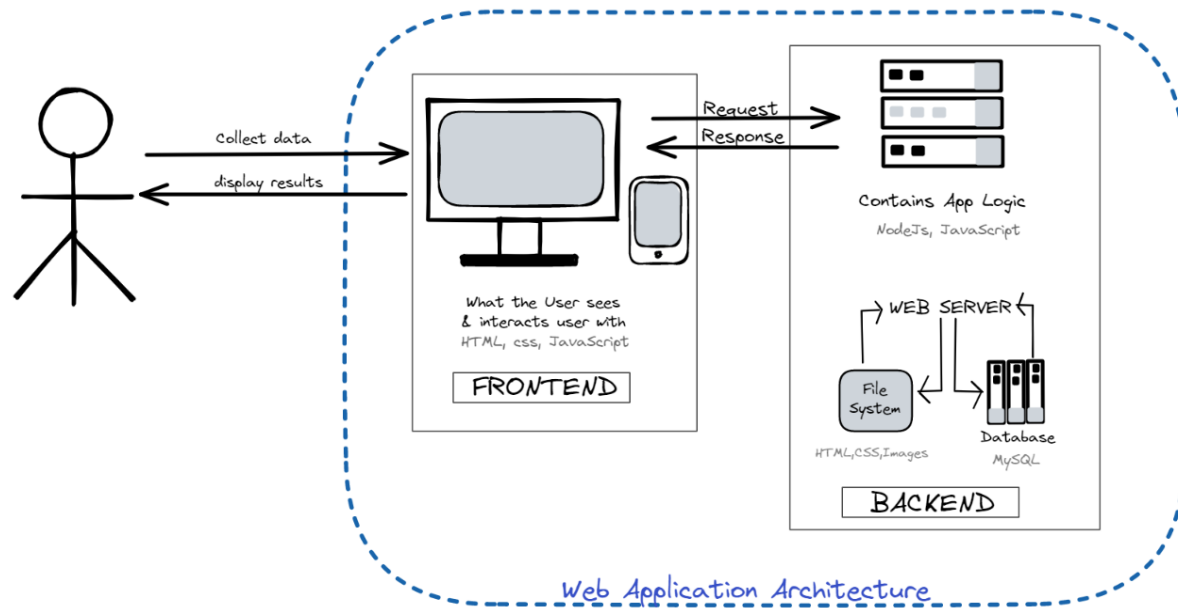 Collect data
display results
What the User sees
& interacts user with
HTML, css, JavaScript
FRONTEND
Request
Response
Contains App Logic
NodeJs, JavaScript
WEB SERVER
File
System
HTML,CSS,Images
Database
MySQL
BACKEND
Web Application Architecture